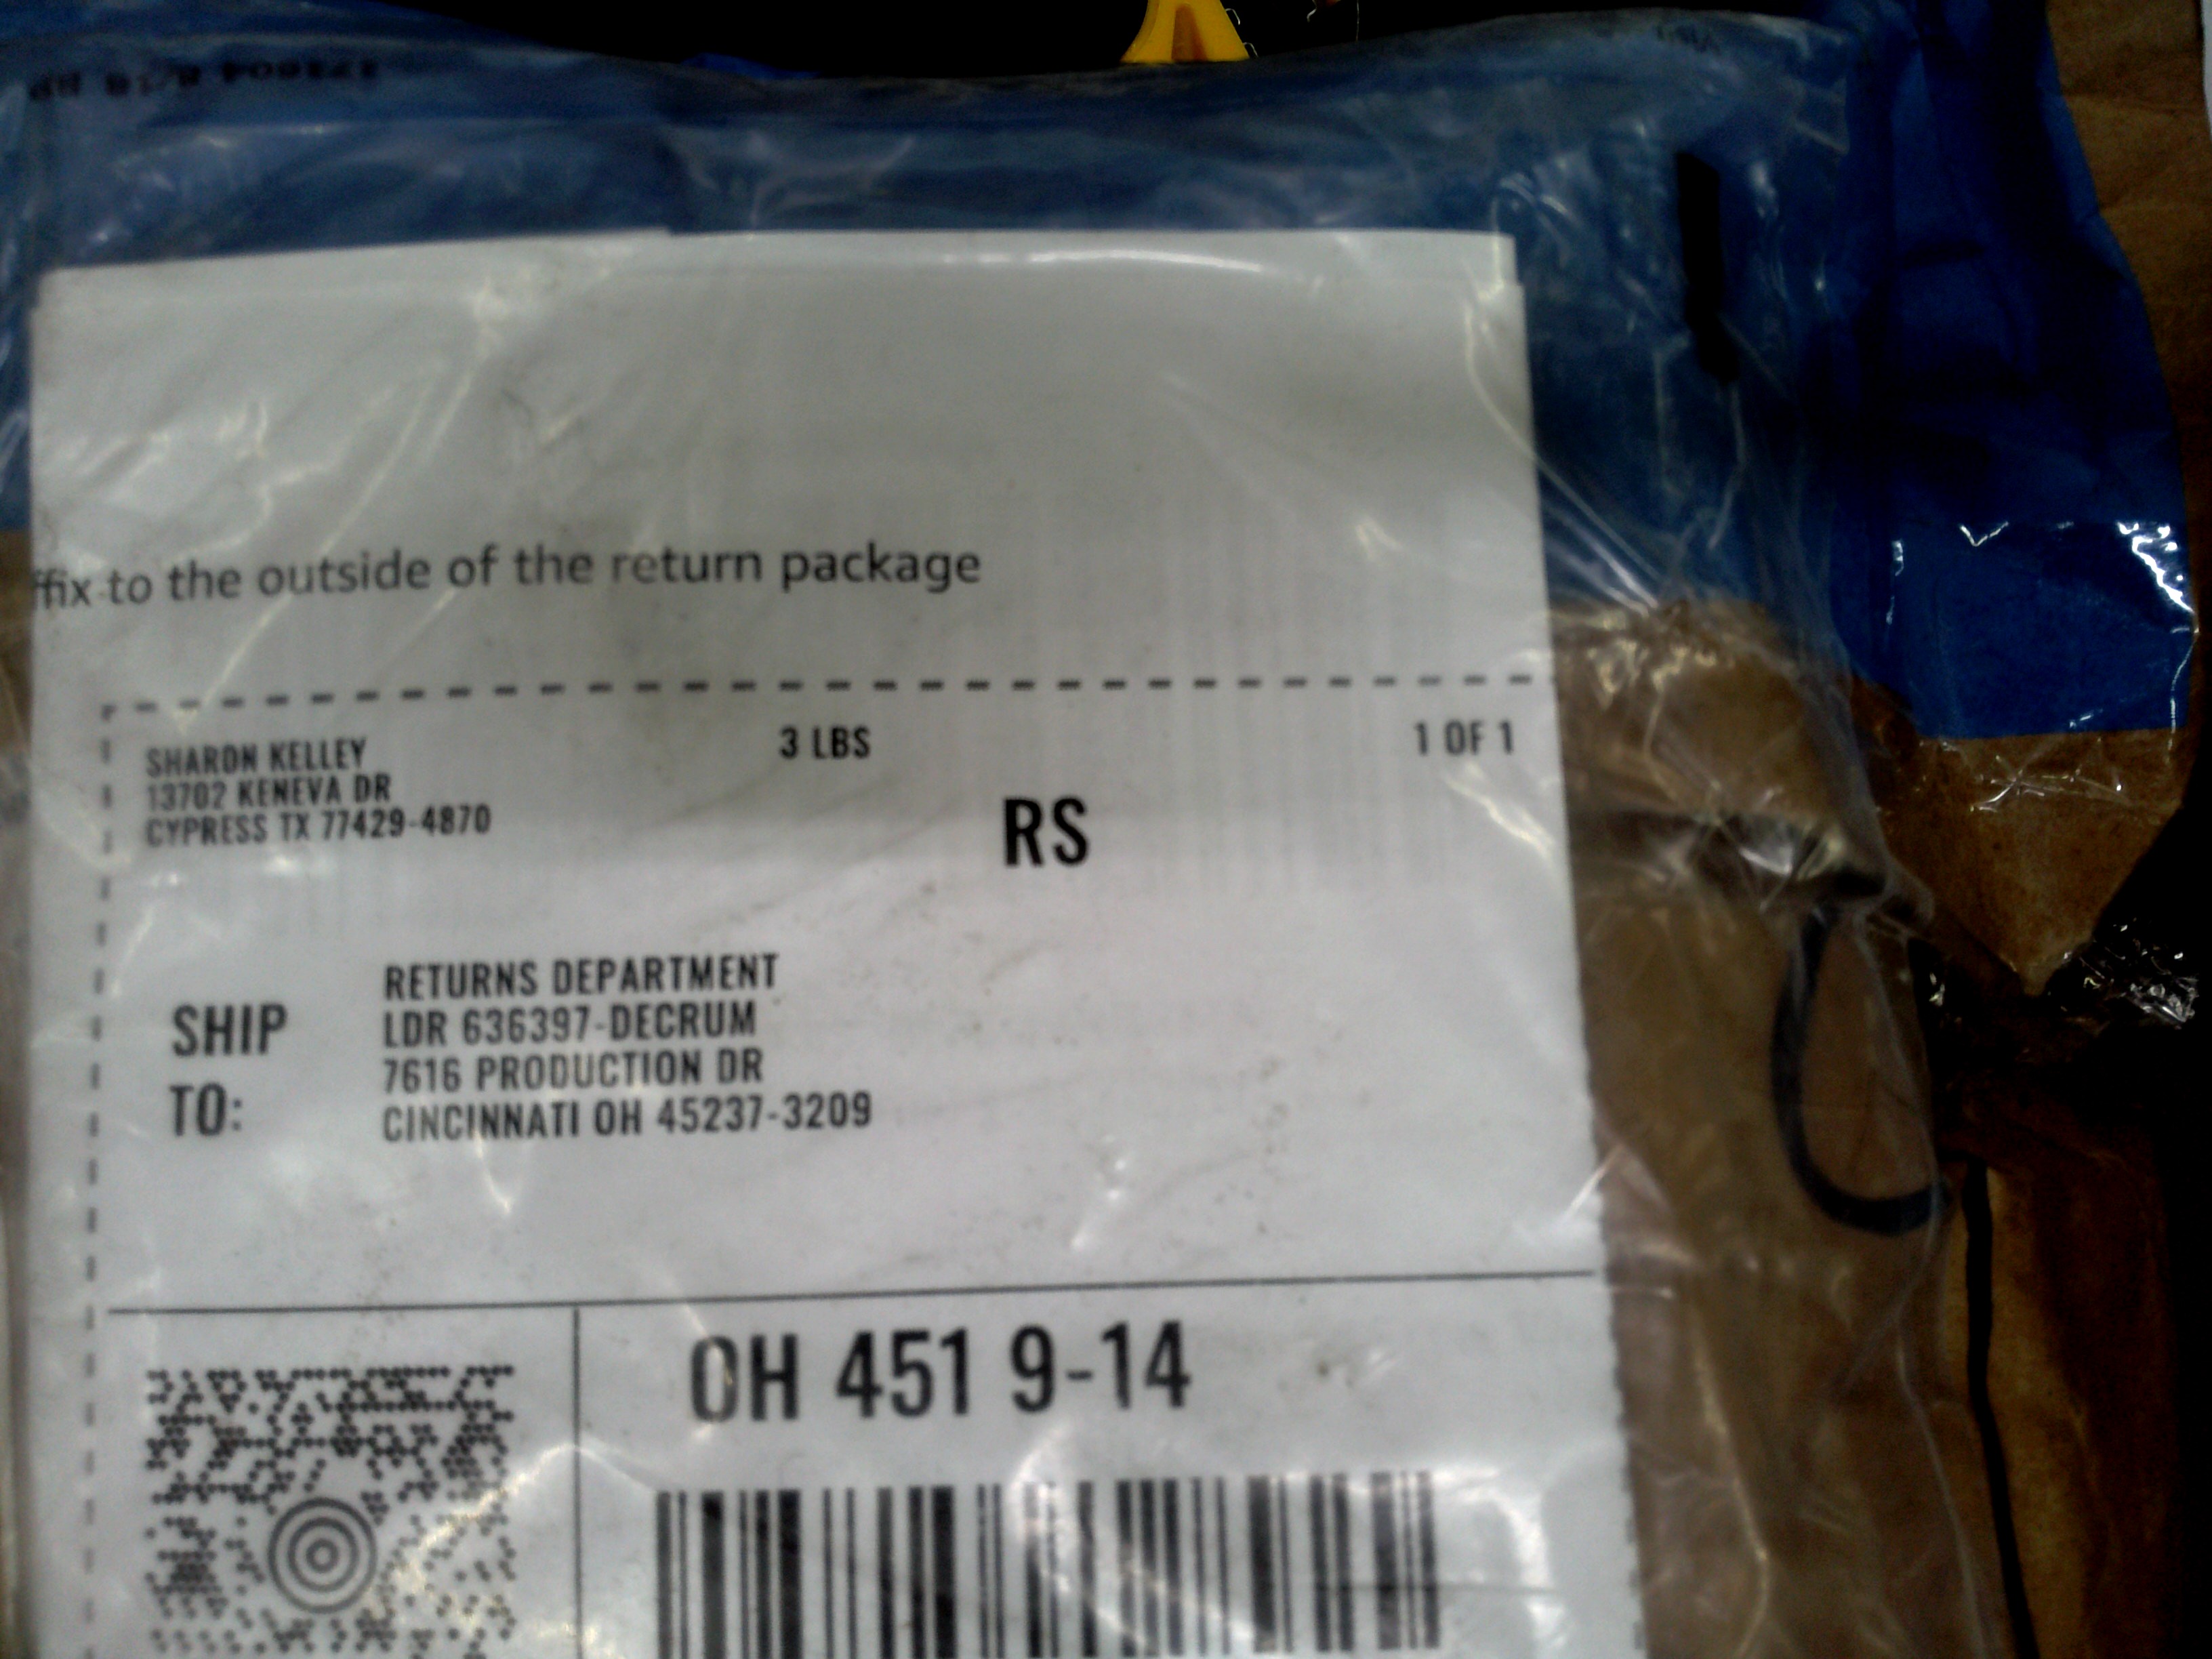 ffix to the outside of the return package
SHARON KELLEY
13702 KENEVA DR
CYPRESS TX 77429-4870
3 LBS
1 OF 1
RS
SHIP TO:
RETURNS DEPARTMENT
LDR 636397-DECRUM
7616 PRODUCTION DR
CINCINNATI OH 45237-3209
OH 451 9-14